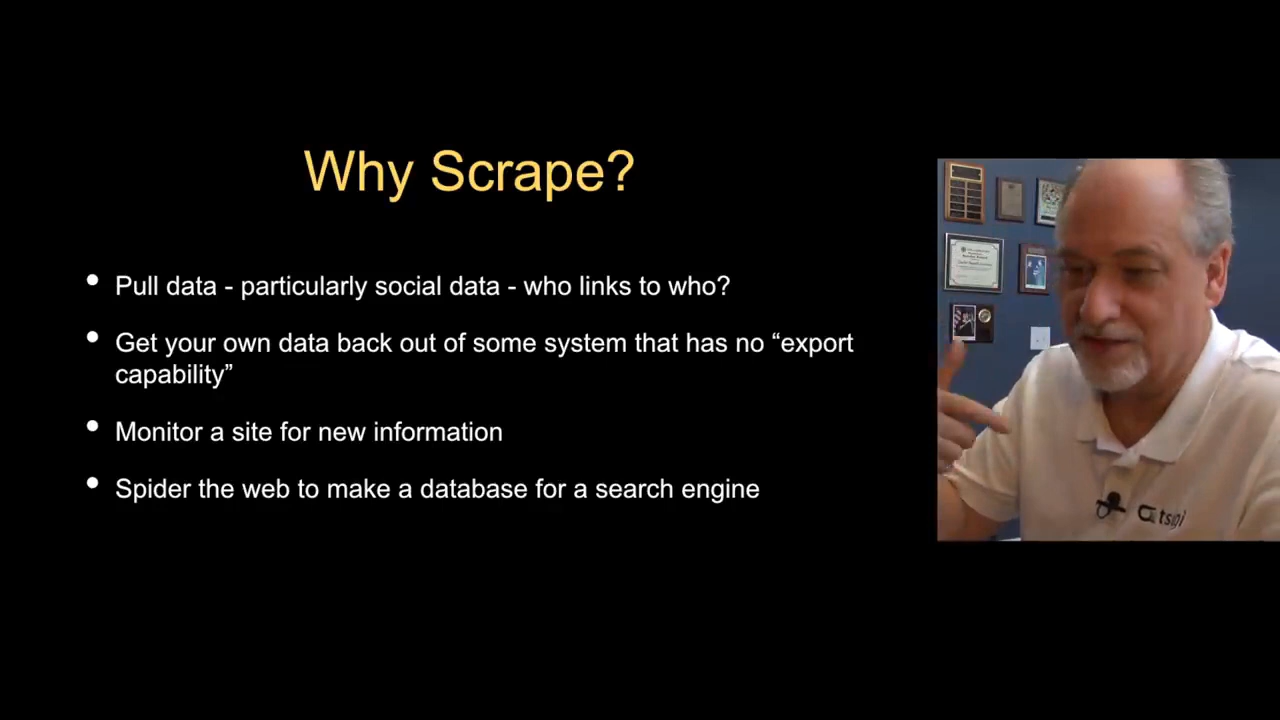 Why Scrape?
• Pull data - particularly social data - who links to who?
• Get your own data back out of some system that has no “export
capability”
• Monitor a site for new information
• Spider the web to make a database for a search engine
tsugi